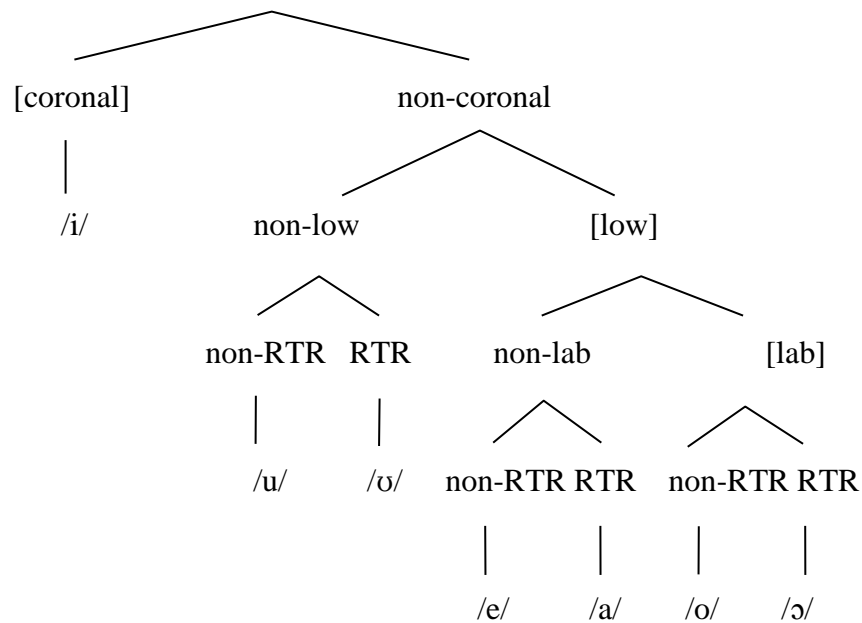 [coronal] non-coronal
/i/ non-low [low]
non-RTR RTR non-lab [lab]
/u/ /ʊ/ non-RTR RTR non-RTR RTR
/e/ /a/ /o/ /ɔ/